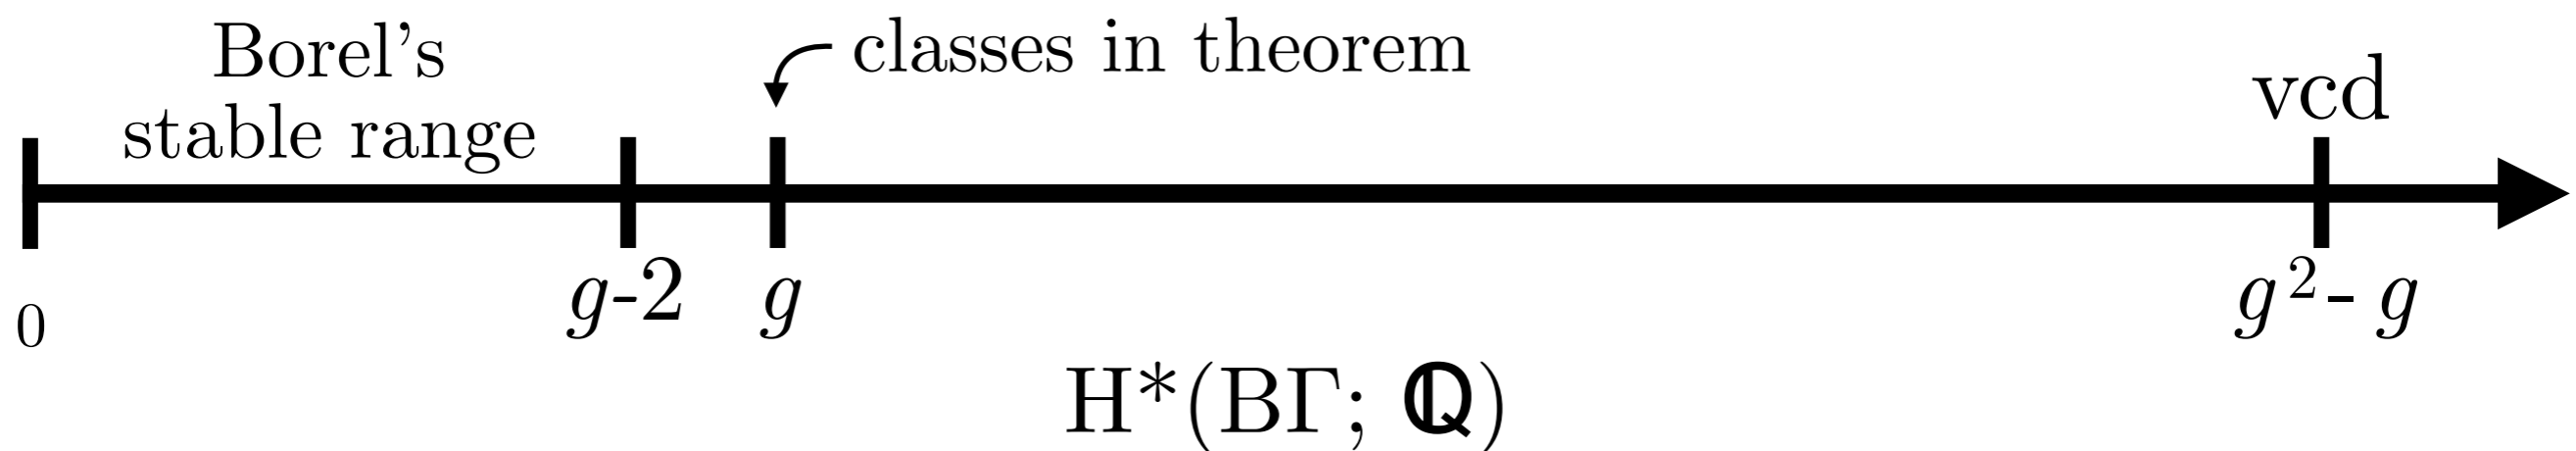 Borel's
stable range
classes in theorem
vcd
0
g-2
g
g²- g
H*(BΓ; ℚ)